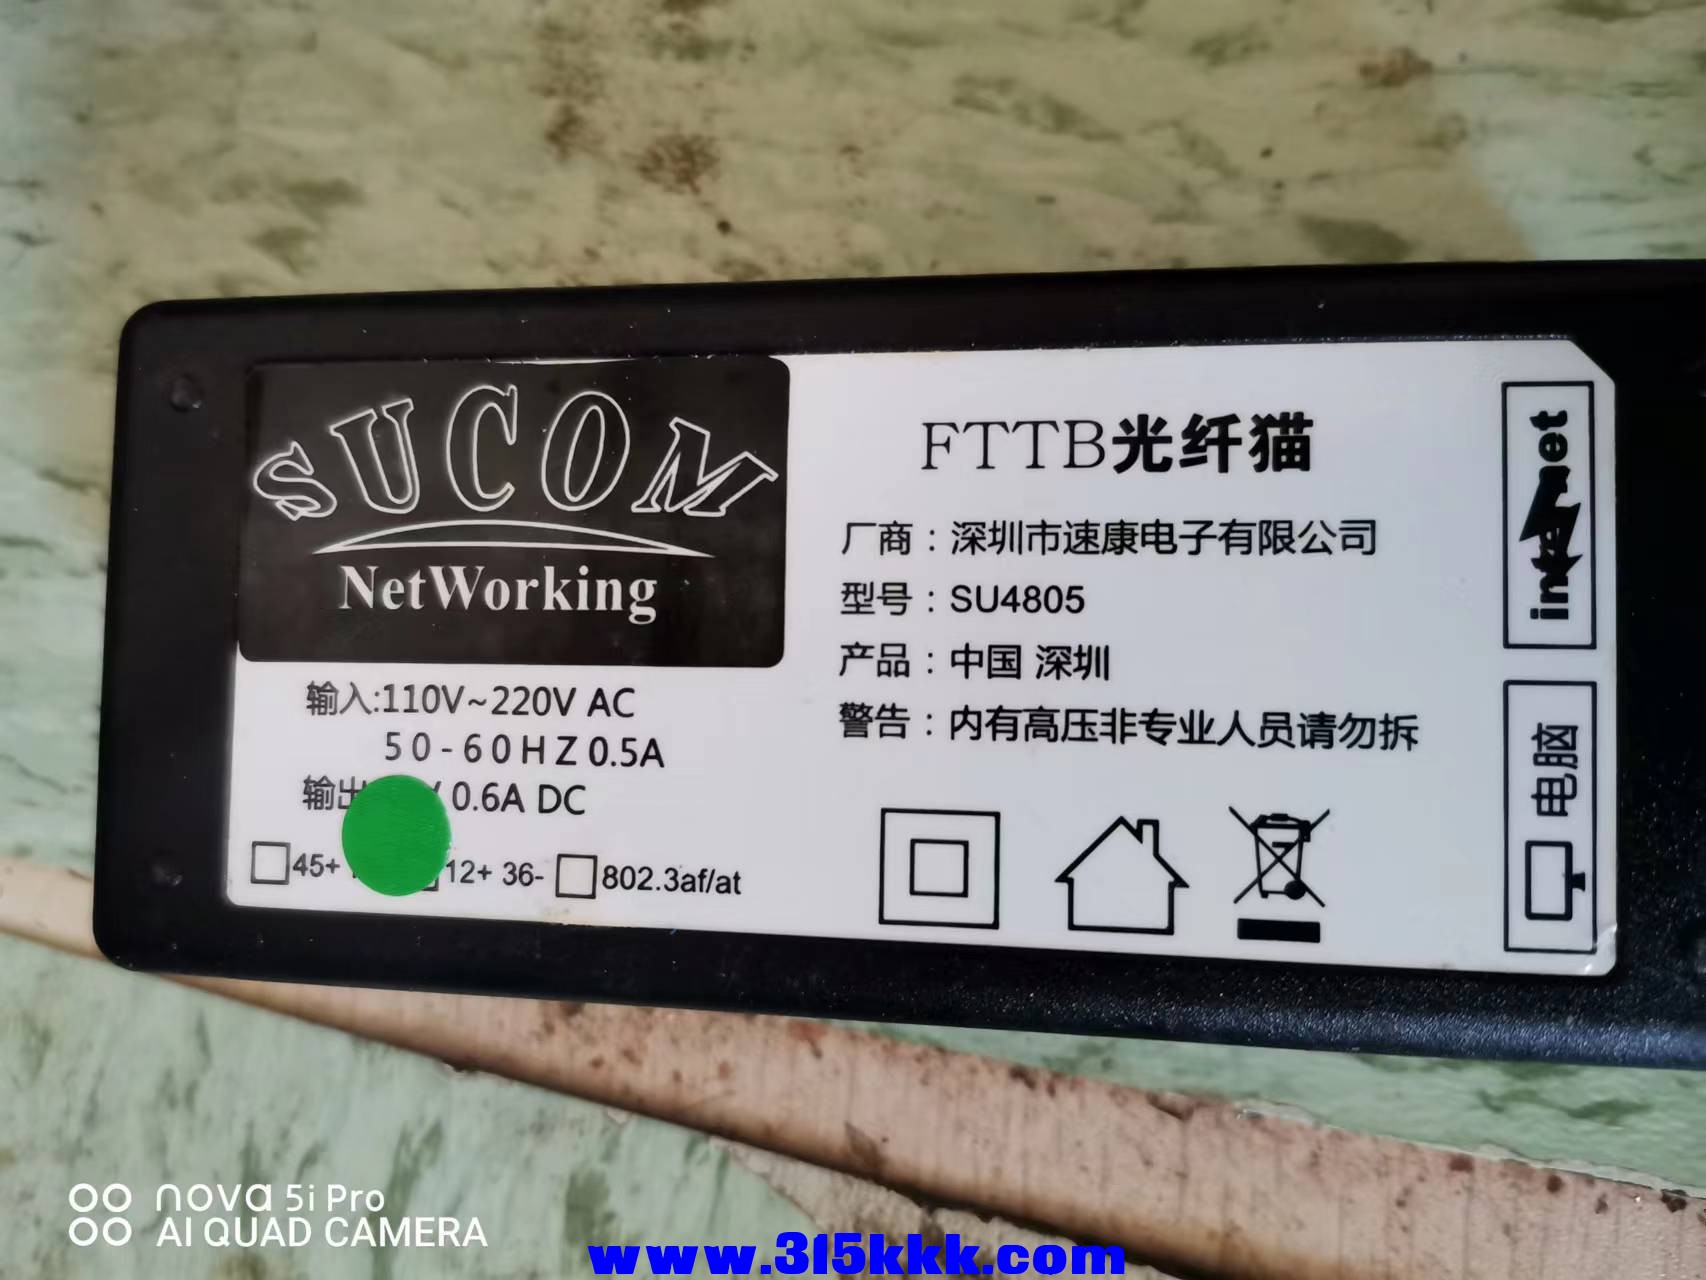 SUCOM
NetWorking
输入:110V~220V AC
50-60HZ 0.5A
输出 0.6A DC
45+ 12+ 36- 802.3af/at
FTTB光纤猫
厂商：深圳市速康电子有限公司
型号：SU4805
产品：中国 深圳
警告：内有高压非专业人员请勿拆
internet
电脑
nova 5i Pro
AI QUAD CAMERA
www.315kkk.com